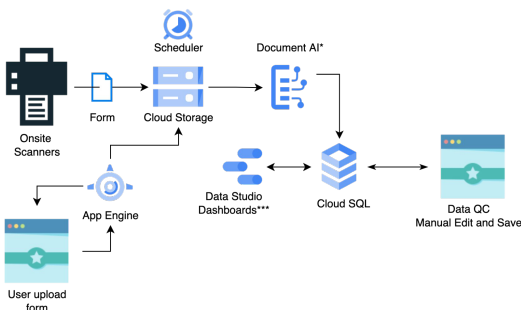 Scheduler
Document AI*
Form
Cloud Storage
Onsite
Scanners
App Engine
Data Studio
Dashboards***
Cloud SQL
Data QC
Manual Edit and Save
User upload
form